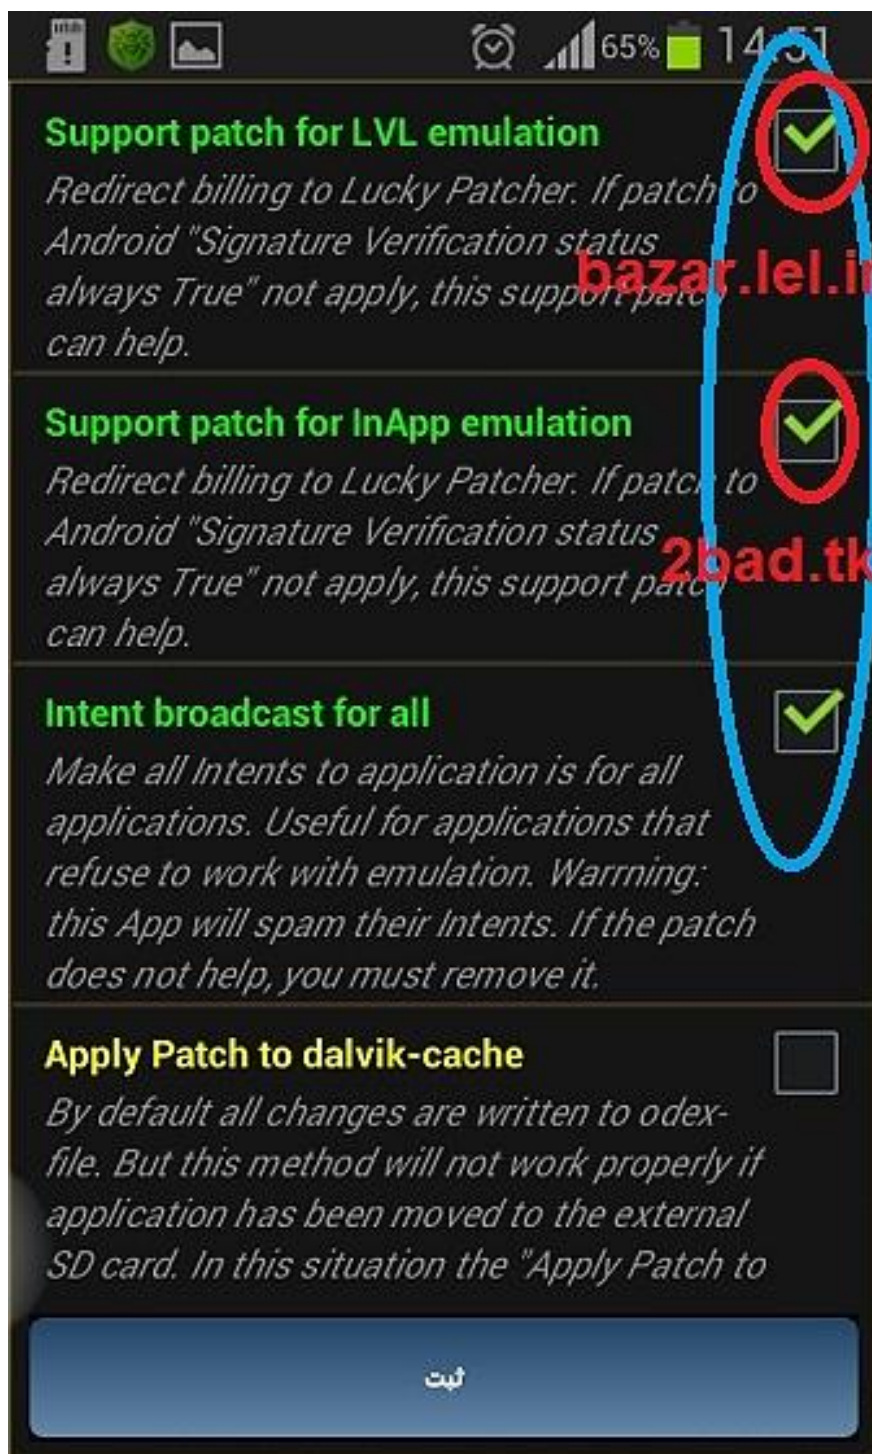 65% 14:51
Support patch for LVL emulation
Redirect billing to Lucky Patcher. If patch to
Android "Signature Verification status
always True" not apply, this support patch
can help.
bazar.lel.ir
Support patch for InApp emulation
Redirect billing to Lucky Patcher. If patch to
Android "Signature Verification status
always True" not apply, this support patch
can help.
2bad.tk
Intent broadcast for all
Make all Intents to application is for all
applications. Useful for applications that
refuse to work with emulation. Warrning:
this App will spam their Intents. If the patch
does not help, you must remove it.
Apply Patch to dalvik-cache
By default all changes are written to odex-
file. But this method will not work properly if
application has been moved to the external
SD card. In this situation the "Apply Patch to
ثبت